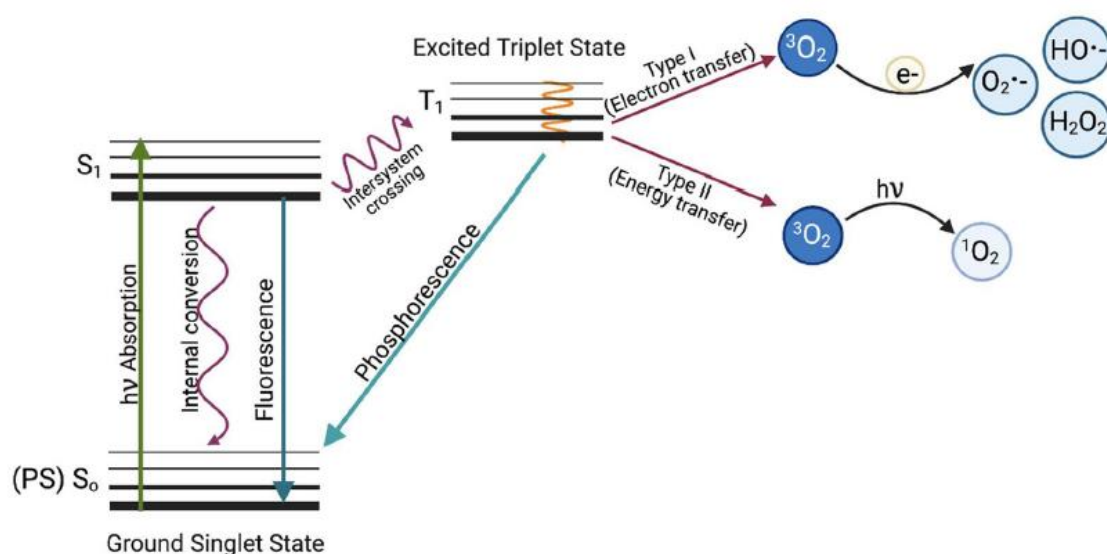 Excited Triplet State
T₁
Type I
(Electron transfer)
³O₂
e-
O₂•-
HO•-
H₂O₂
S₁
Intersystem
crossing
Type II
(Energy transfer)
³O₂
hν
¹O₂
hν Absorption
Internal conversion
Fluorescence
Phosphorescence
(PS) S₀
Ground Singlet State